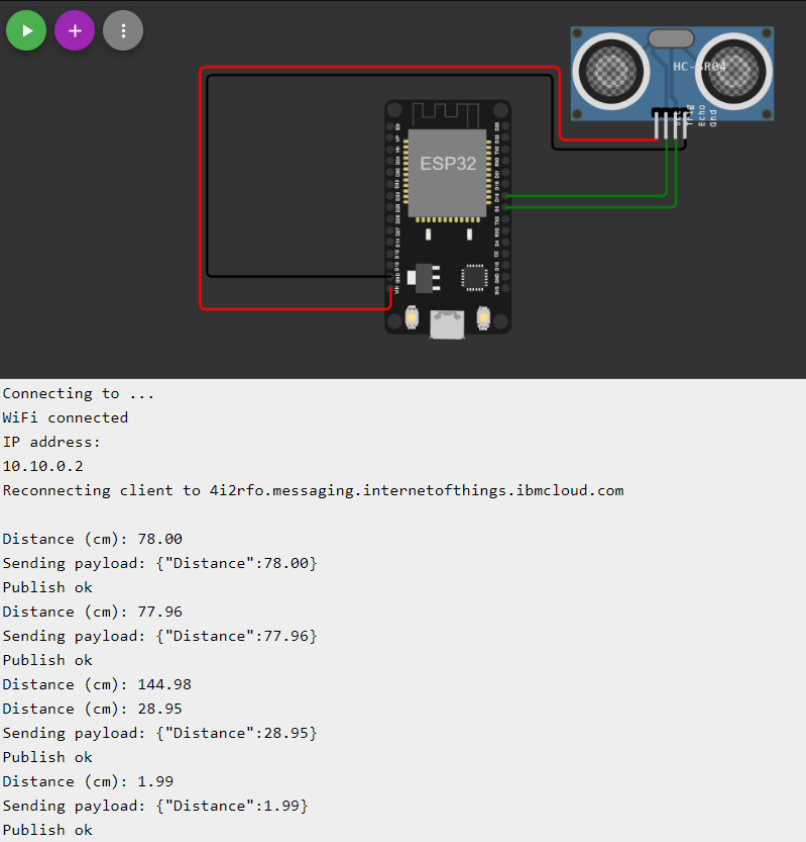 HC-SR04
Vcc
Trig
Echo
Gnd
ESP32
Connecting to ...
WiFi connected
IP address:
10.10.0.2
Reconnecting client to 4i2rfo.messaging.internetofthings.ibmcloud.com
Distance (cm): 78.00
Sending payload: {"Distance":78.00}
Publish ok
Distance (cm): 77.96
Sending payload: {"Distance":77.96}
Publish ok
Distance (cm): 144.98
Distance (cm): 28.95
Sending payload: {"Distance":28.95}
Publish ok
Distance (cm): 1.99
Sending payload: {"Distance":1.99}
Publish ok